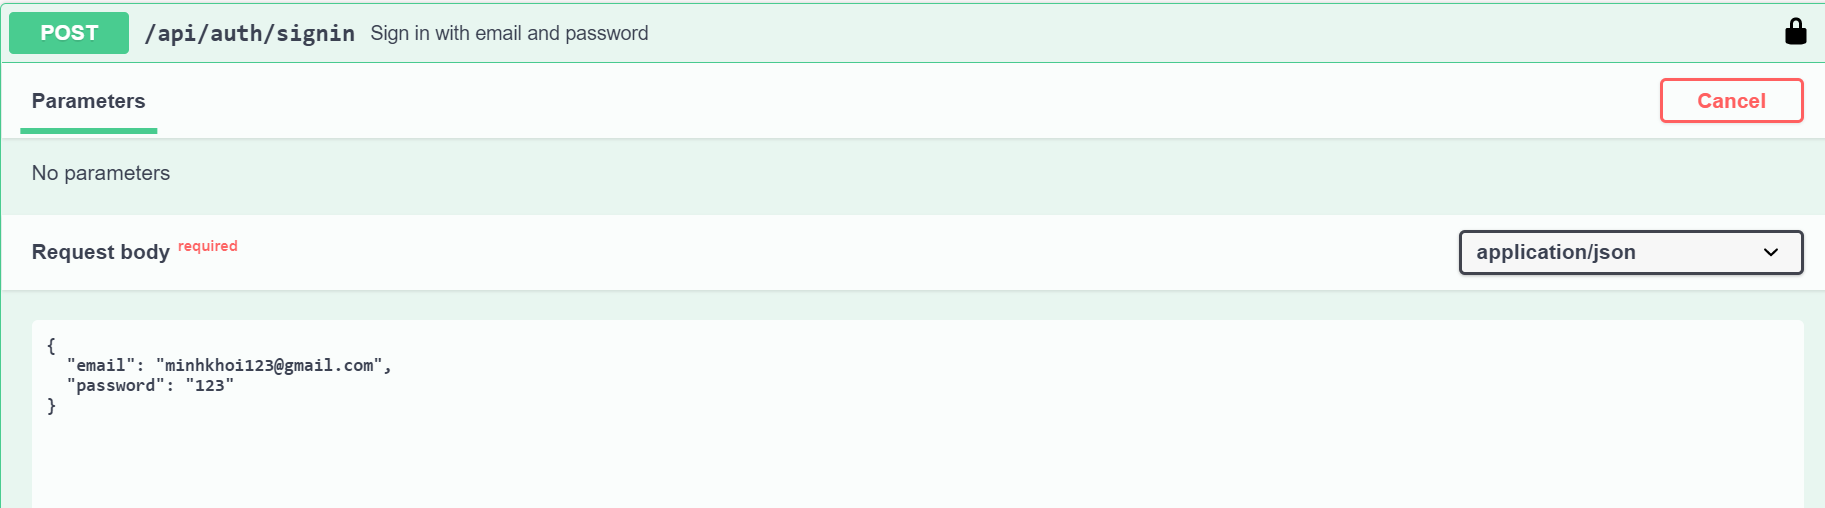 POST /api/auth/signin Sign in with email and password
Parameters
Cancel
No parameters
Request body required
application/json
{
  "email": "minhkhoi123@gmail.com",
  "password": "123"
}